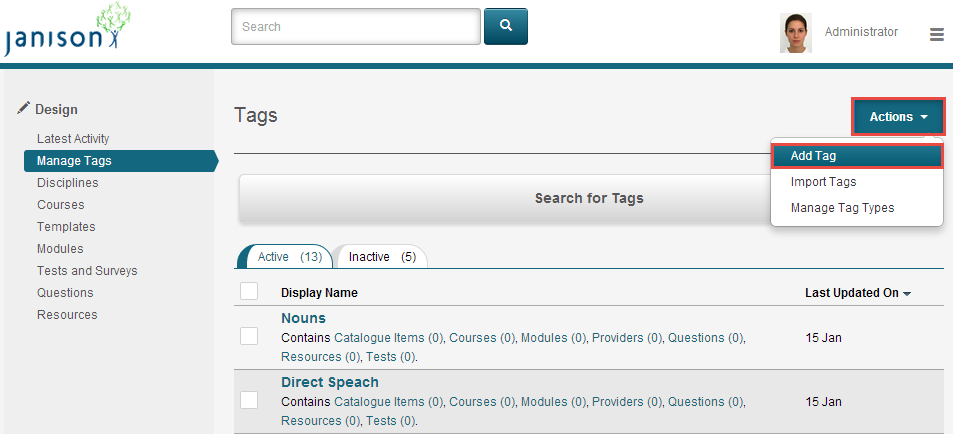 janison
Search
Administrator
Design
Latest Activity
Manage Tags
Disciplines
Courses
Templates
Modules
Tests and Surveys
Questions
Resources
Tags
Actions
Add Tag
Import Tags
Manage Tag Types
Search for Tags
Active (13) Inactive (5)
Display Name Last Updated On
Nouns
Contains Catalogue Items (0), Courses (0), Modules (0), Providers (0), Questions (0), 15 Jan
Resources (0), Tests (0).
Direct Speach
Contains Catalogue Items (0), Courses (0), Modules (0), Providers (0), Questions (0), 15 Jan
Resources (0), Tests (0).